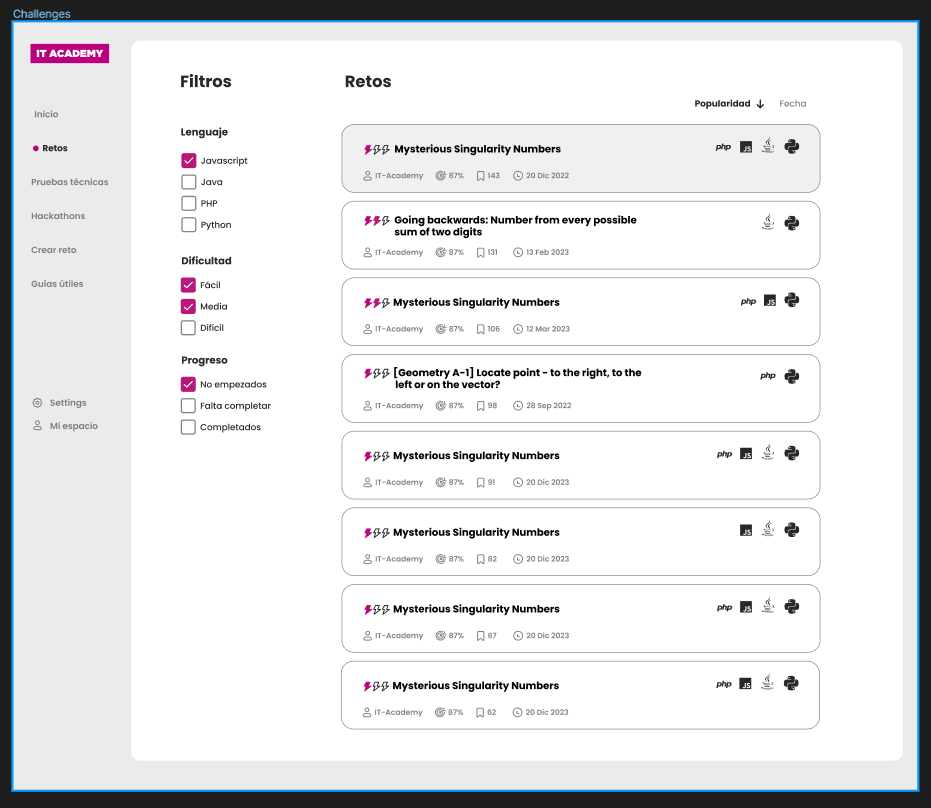 Challenges
IT ACADEMY
Inicio
Retos
Pruebas técnicas
Hackathons
Crear reto
Guías útiles
Settings
Mi espacio
Filtros
Lenguaje
Javascript
Java
PHP
Python
Dificultad
Fácil
Media
Difícil
Progreso
No empezados
Falta completar
Completados
Retos
Popularidad Fecha
Mysterious Singularity Numbers php JS
IT-Academy 87% 143 20 Dic 2022
Going backwards: Number from every possible
sum of two digits
IT-Academy 87% 131 13 Feb 2023
Mysterious Singularity Numbers php JS
IT-Academy 87% 106 12 Mar 2023
[Geometry A-1] Locate point - to the right, to the php
left or on the vector?
IT-Academy 87% 98 28 Sep 2022
Mysterious Singularity Numbers php JS
IT-Academy 87% 91 20 Dic 2023
Mysterious Singularity Numbers JS
IT-Academy 87% 82 20 Dic 2023
Mysterious Singularity Numbers php JS
IT-Academy 87% 67 20 Dic 2023
Mysterious Singularity Numbers php JS
IT-Academy 87% 62 20 Dic 2023